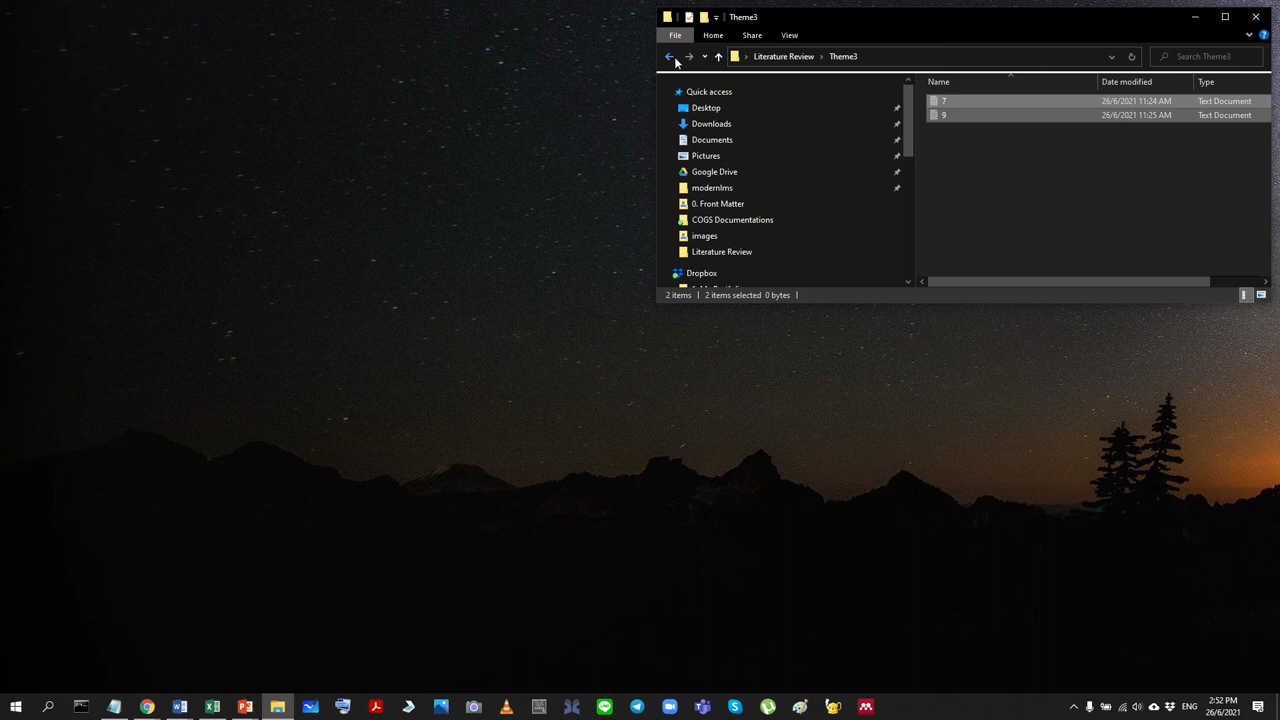 Theme3
File Home Share View
Literature Review Theme3
Search Theme3
Name Date modified Type
Quick access
Desktop
Downloads
Documents
Pictures
Google Drive
modernlms
0. Front Matter
COGS Documentations
images
Literature Review
Dropbox
7 26/6/2021 11:24 AM Text Document
9 26/6/2021 11:25 AM Text Document
2 items 2 items selected 0 bytes
ENG
2:52 PM
26/6/2021